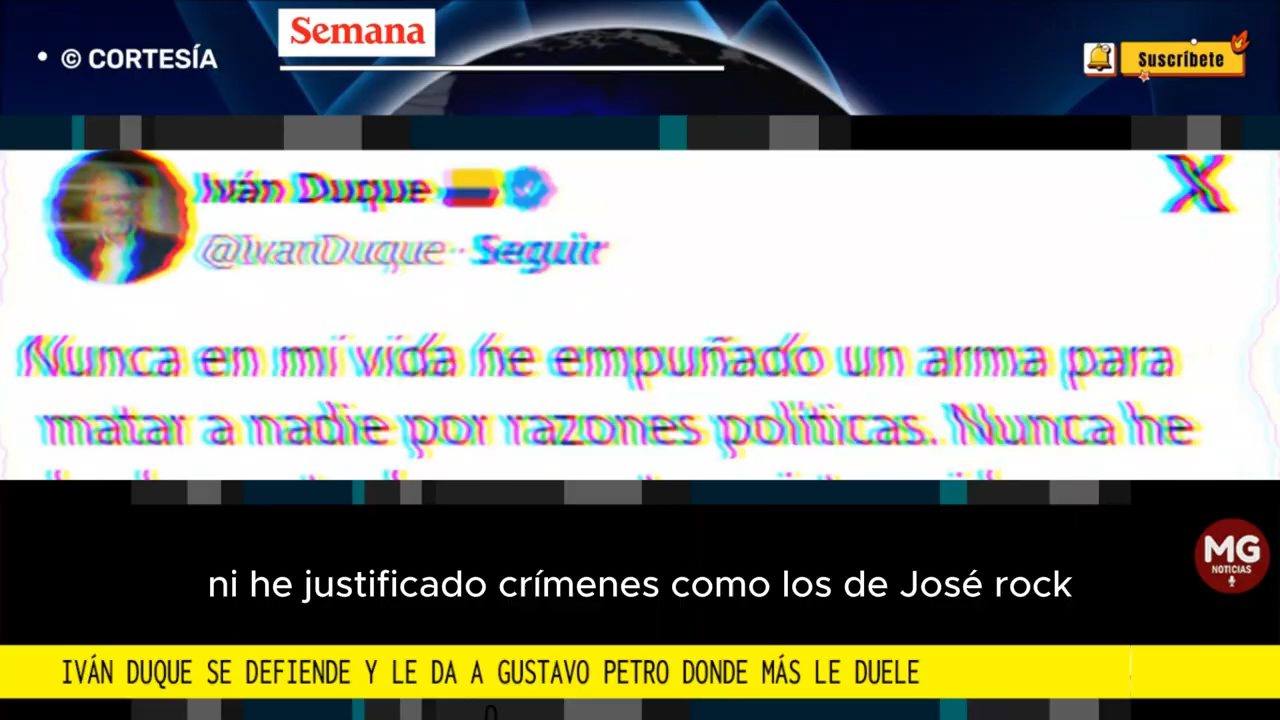 • © CORTESÍA
Semana
Suscríbete
Iván Duque
X
@IvanDuque · Seguir
Nunca en mi vida he empuñado un arma para
matar a nadie por razones políticas. Nunca he
ni he justificado crímenes como los de José rock
MG
NOTICIAS
IVÁN DUQUE SE DEFIENDE Y LE DA A GUSTAVO PETRO DONDE MÁS LE DUELE